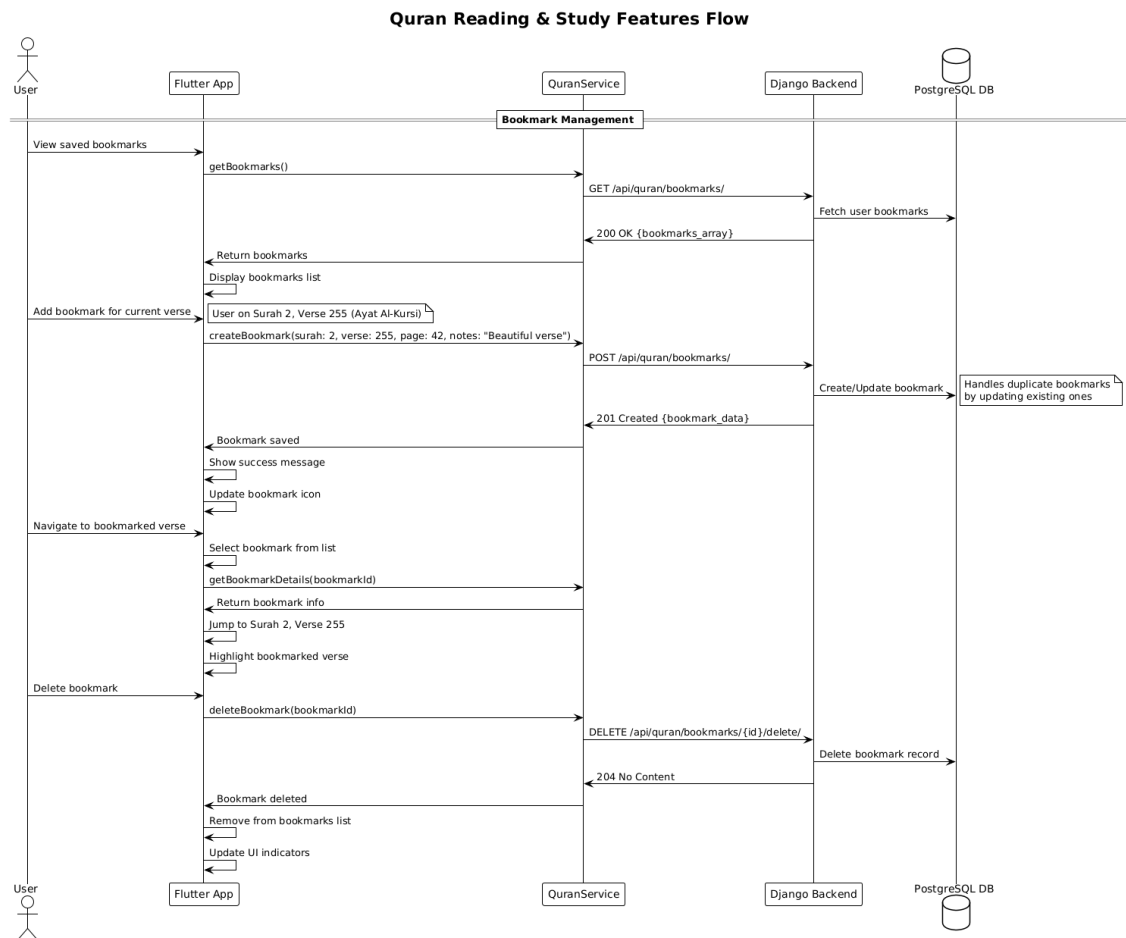 Quran Reading & Study Features Flow
User
Flutter App
QuranService
Django Backend
PostgreSQL DB
Bookmark Management
View saved bookmarks
getBookmarks()
GET /api/quran/bookmarks/
Fetch user bookmarks
200 OK {bookmarks_array}
Return bookmarks
Display bookmarks list
Add bookmark for current verse
User on Surah 2, Verse 255 (Ayat Al-Kursi)
createBookmark(surah: 2, verse: 255, page: 42, notes: "Beautiful verse")
POST /api/quran/bookmarks/
Create/Update bookmark
Handles duplicate bookmarks
by updating existing ones
201 Created {bookmark_data}
Bookmark saved
Show success message
Update bookmark icon
Navigate to bookmarked verse
Select bookmark from list
getBookmarkDetails(bookmarkId)
Return bookmark info
Jump to Surah 2, Verse 255
Highlight bookmarked verse
Delete bookmark
deleteBookmark(bookmarkId)
DELETE /api/quran/bookmarks/{id}/delete/
Delete bookmark record
204 No Content
Bookmark deleted
Remove from bookmarks list
Update UI indicators
User
Flutter App
QuranService
Django Backend
PostgreSQL DB